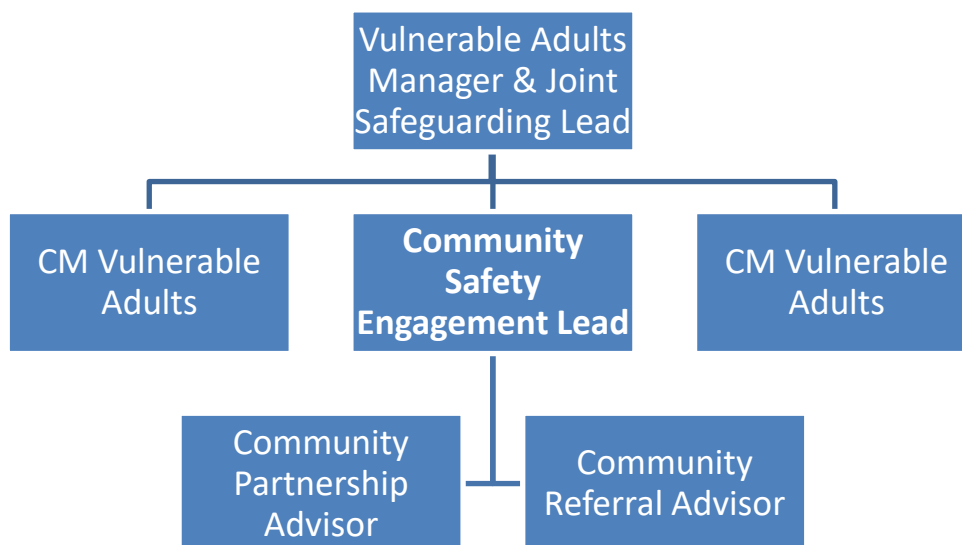 Vulnerable Adults
Manager & Joint
Safeguarding Lead
CM Vulnerable
Adults
Community
Safety
Engagement Lead
CM Vulnerable
Adults
Community
Partnership
Advisor
Community
Referral Advisor